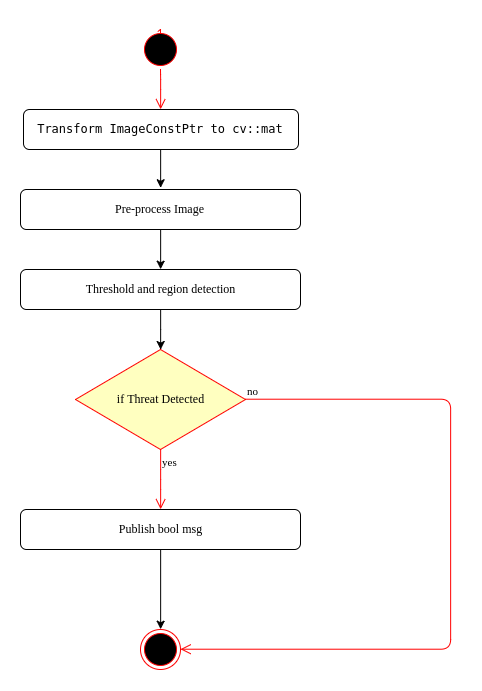 Transform ImageConstPtr to cv::mat
Pre-process Image
Threshold and region detection
if Threat Detected
no
yes
Publish bool msg